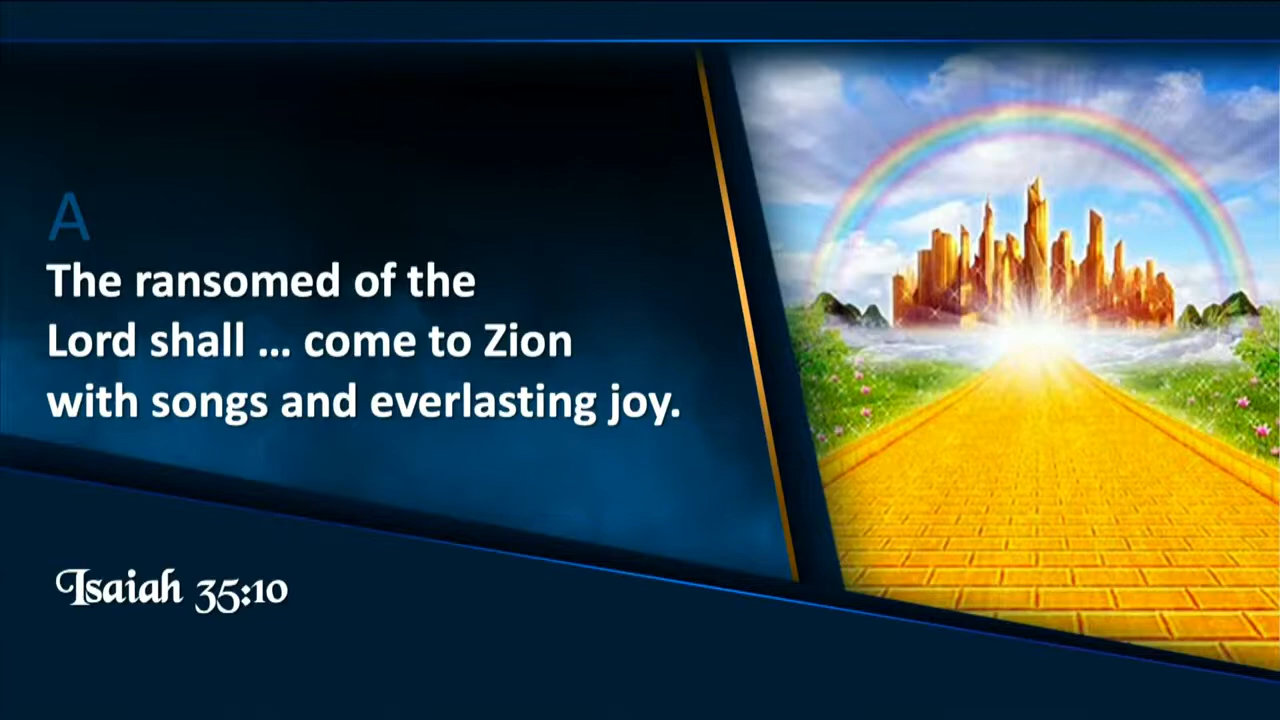 A
The ransomed of the
Lord shall ... come to Zion
with songs and everlasting joy.
Isaiah 35:10